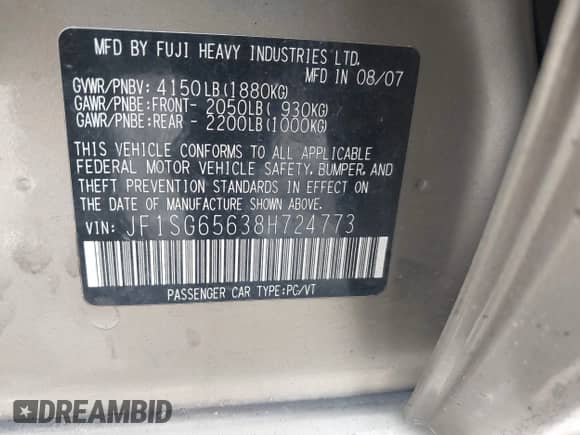 MFD BY FUJI HEAVY INDUSTRIES LTD.
MFD IN 08/07
GVWR/PNBV: 4150LB(1880KG)
GAWR/PNBE:FRONT- 2050LB( 930KG)
GAWR/PNBE:REAR - 2200LB(1000KG)
THIS VEHICLE CONFORMS TO ALL APPLICABLE
FEDERAL MOTOR VEHICLE SAFETY, BUMPER, AND
THEFT PREVENTION STANDARDS IN EFFECT ON
THE DATE OF MANUFACTURE SHOWN ABOVE.
VIN: JF1SG65638H724773
PASSENGER CAR TYPE:PC/VT
DREAMBID